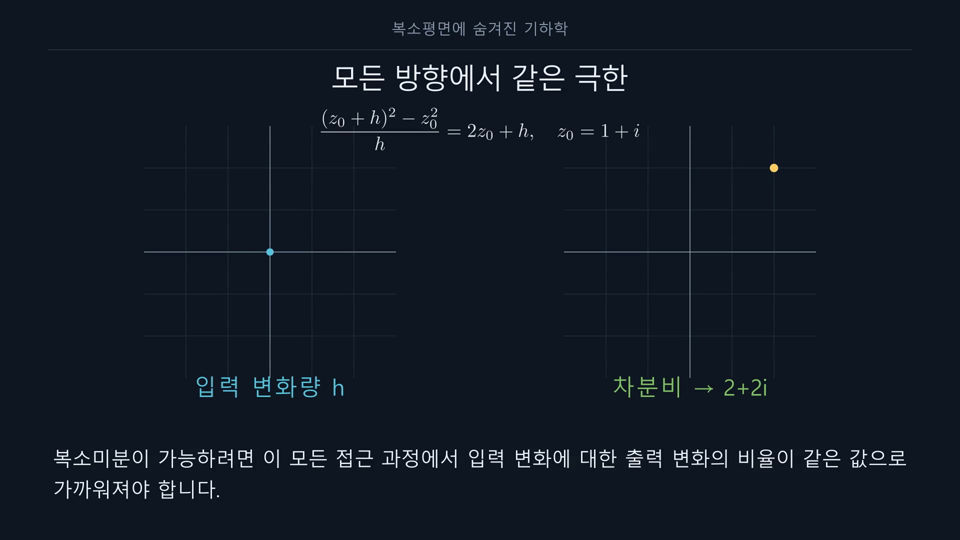 복소평면에 숨겨진 기하학
모든 방향에서 같은 극한
\frac{(z_0 + h)^2 - z_0^2}{h} = 2z_0 + h, \quad z_0 = 1 + i
입력 변화량 h
차분비 → 2+2i
복소미분이 가능하려면 이 모든 접근 과정에서 입력 변화에 대한 출력 변화의 비율이 같은 값으로
가까워져야 합니다.